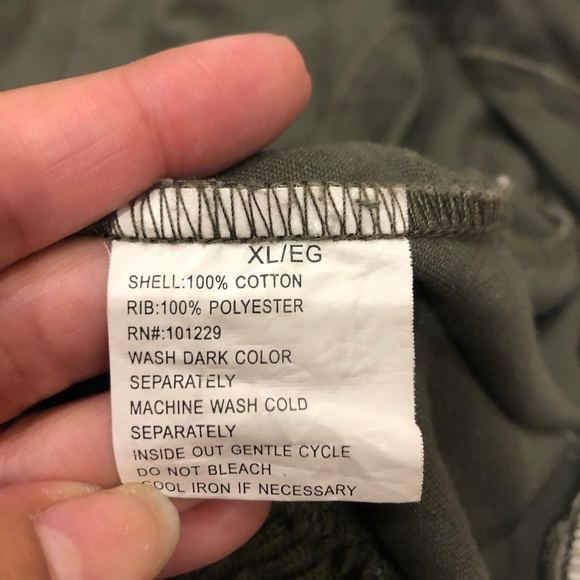 XL/EG
SHELL:100% COTTON
RIB:100% POLYESTER
RN#:101229
WASH DARK COLOR
SEPARATELY
MACHINE WASH COLD
SEPARATELY
INSIDE OUT GENTLE CYCLE
DO NOT BLEACH
COOL IRON IF NECESSARY